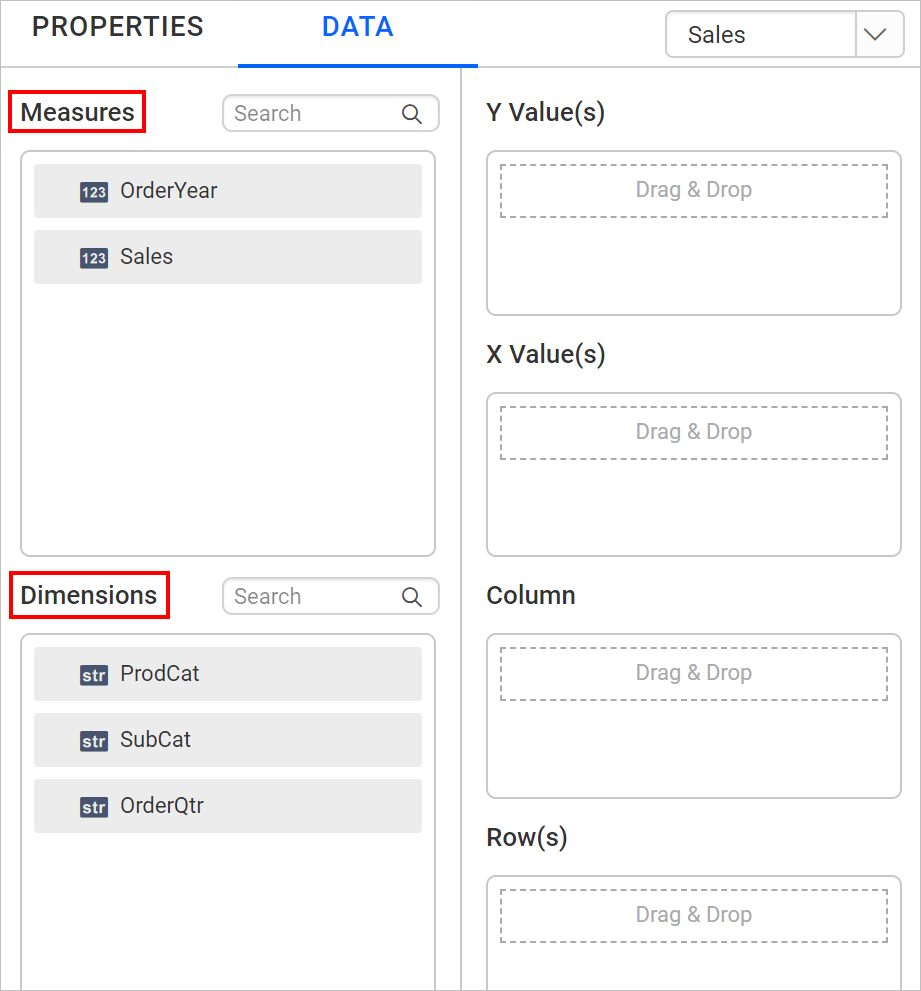 PROPERTIES
DATA
Sales
Measures
Search
123 OrderYear
123 Sales
Dimensions
Search
str ProdCat
str SubCat
str OrderQtr
Y Value(s)
Drag & Drop
X Value(s)
Drag & Drop
Column
Drag & Drop
Row(s)
Drag & Drop